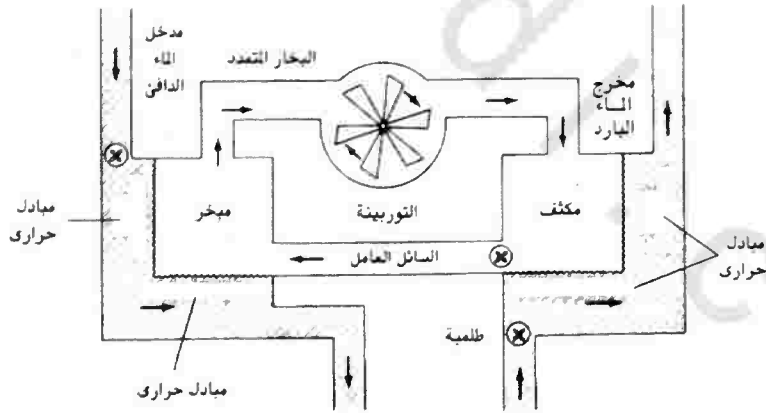 مدخل
الماء
الدافئ
البخار المتمدد
مخرج
الماء
البارد
مبادل
حرارى
مبخر
التوربينة
مكثف
مبادل
حرارى
السائل العامل
طلمبة
مبادل حرارى